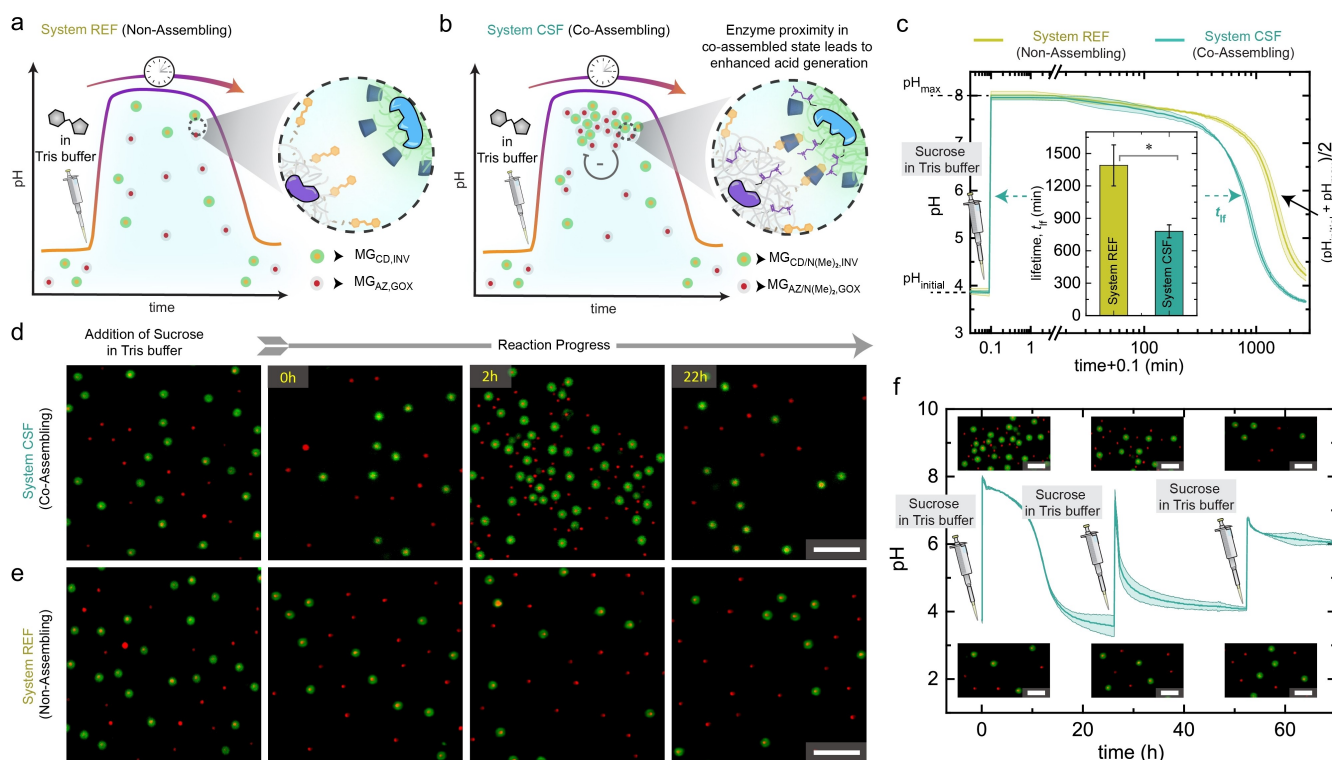 a
System REF (Non-Assembling)
in
Tris buffer
pH
time
MG_CD,INV
MG_AZ,GOX
b
System CSF (Co-Assembling)
Enzyme proximity in
co-assembled state leads to
enhanced acid generation
in
Tris buffer
pH
-
time
MG_CD/N(Me)₂,INV
MG_AZ/N(Me)₂,GOX
c
System REF
(Non-Assembling)
System CSF
(Co-Assembling)
pH_max
8
7
6
5
4
3
pH
Sucrose
in Tris buffer
pH_initial
1500
1200
900
600
300
0
lifetime, t_lf (min)
System REF
System CSF
*
t_lf
)/2
+ pH
(pH
0.1
1
100
1000
time+0.1 (min)
d
Addition of Sucrose
in Tris buffer
Reaction Progress
System CSF
(Co-Assembling)
0h
2h
22h
e
System REF
(Non-Assembling)
f
10
8
6
4
2
pH
Sucrose
in Tris buffer
Sucrose
in Tris buffer
Sucrose
in Tris buffer
0
20
40
60
time (h)